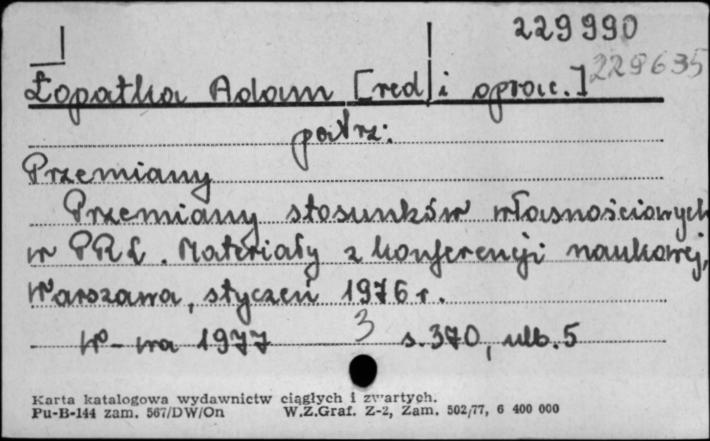 229 990
229635
Łopatka Adam [red i oprac.]
patrz:
Przemiany
Przemiany stosunków własnościowych
w PRL. Materiały z konferencji naukowej,
Warszawa, styczeń 1976 r.
W-wa 1977 3 s. 370, ulb. 5
Karta katalogowa wydawnictw ciągłych i zwartych.
Pu-B-144 zam. 567/DW/On W.Z.Graf. Z-2, Zam. 502/77, 6 400 000